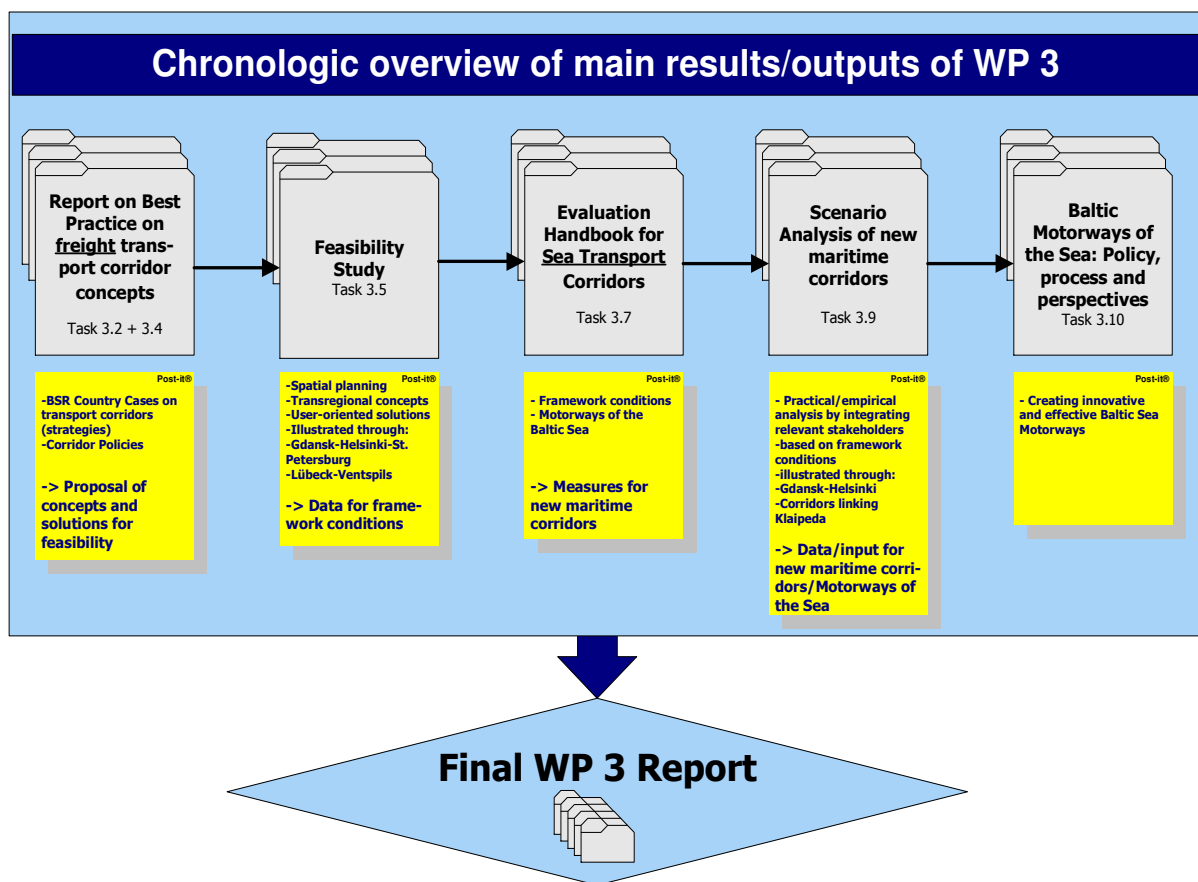 Chronologic overview of main results/outputs of WP 3
Report on Best
Practice on
freight trans-
port corridor
concepts
Task 3.2 + 3.4
Feasibility
Study
Task 3.5
Evaluation
Handbook for
Sea Transport
Corridors
Task 3.7
Scenario
Analysis of new
maritime
corridors
Task 3.9
Baltic
Motorways of
the Sea: Policy,
process and
perspectives
Task 3.10
Post-it®
-BSR Country Cases on
transport corridors
(strategies)
-Corridor Policies
-> Proposal of
concepts and
solutions for
feasibility
Post-it®
-Spatial planning
-Transregional concepts
-User-oriented solutions
-Illustrated through:
-Gdansk-Helsinki-St.
Petersburg
-Lübeck-Ventspils
-> Data for frame-
work conditions
Post-it®
- Framework conditions
- Motorways of the
Baltic Sea
-> Measures for
new maritime
corridors
Post-it®
- Practical/empirical
analysis by integrating
relevant stakeholders
-based on framework
conditions
-illustrated through:
-Gdansk-Helsinki
-Corridors linking
Klaipeda
-> Data/input for
new maritime corri-
dors/Motorways of
the Sea
Post-it®
- Creating innovative
and effective Baltic Sea
Motorways
Final WP 3 Report